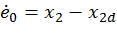 ė₀ = x₂ − x₂d